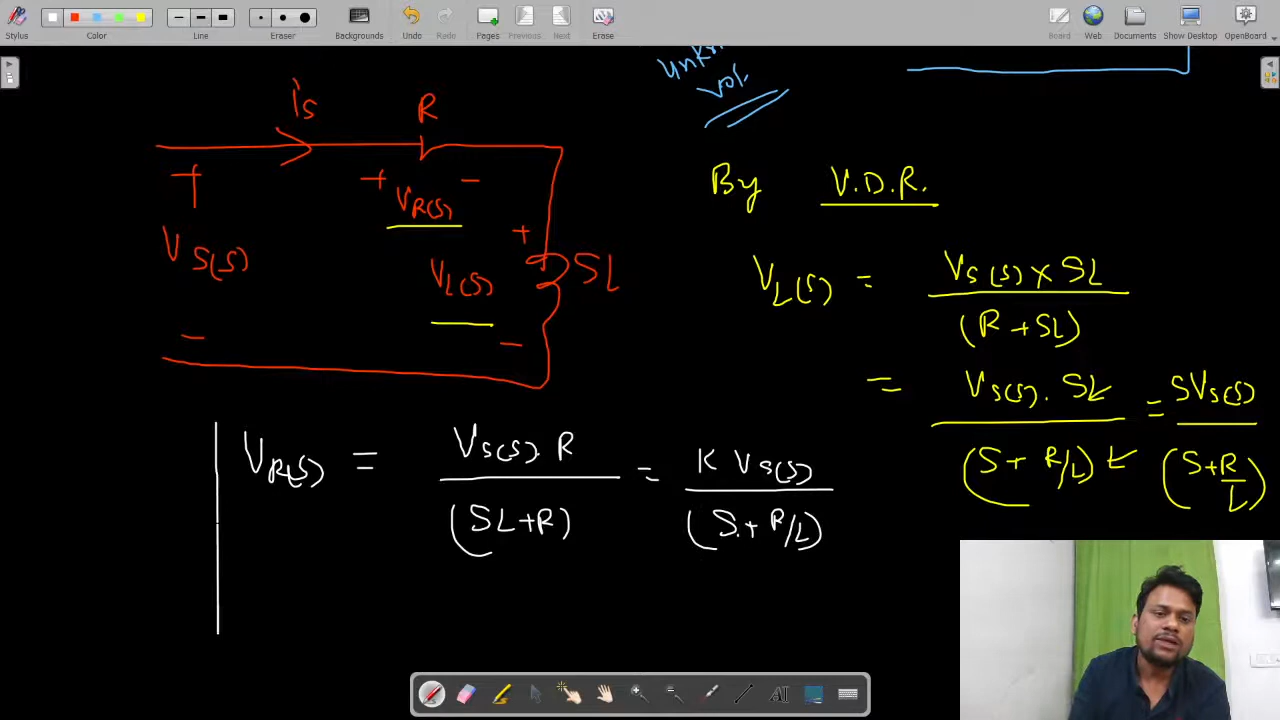 Stylus Color Line Eraser Backgrounds Undo Pages Previous Next Erase Board Web Documents Show Desktop OpenBoard
vol.
is R
+ + VR(s) -
VS(s) + VL(s) SL
- -
By V.D.R.
VL(s) = VS(s) × SL / (R + SL)
= VS(s) . SL / (S + R/L) L = SVS(s) / (S + R/L)
VR(s) = VS(s) R / (SL + R) = K VS(s) / (S + R/L)
AI